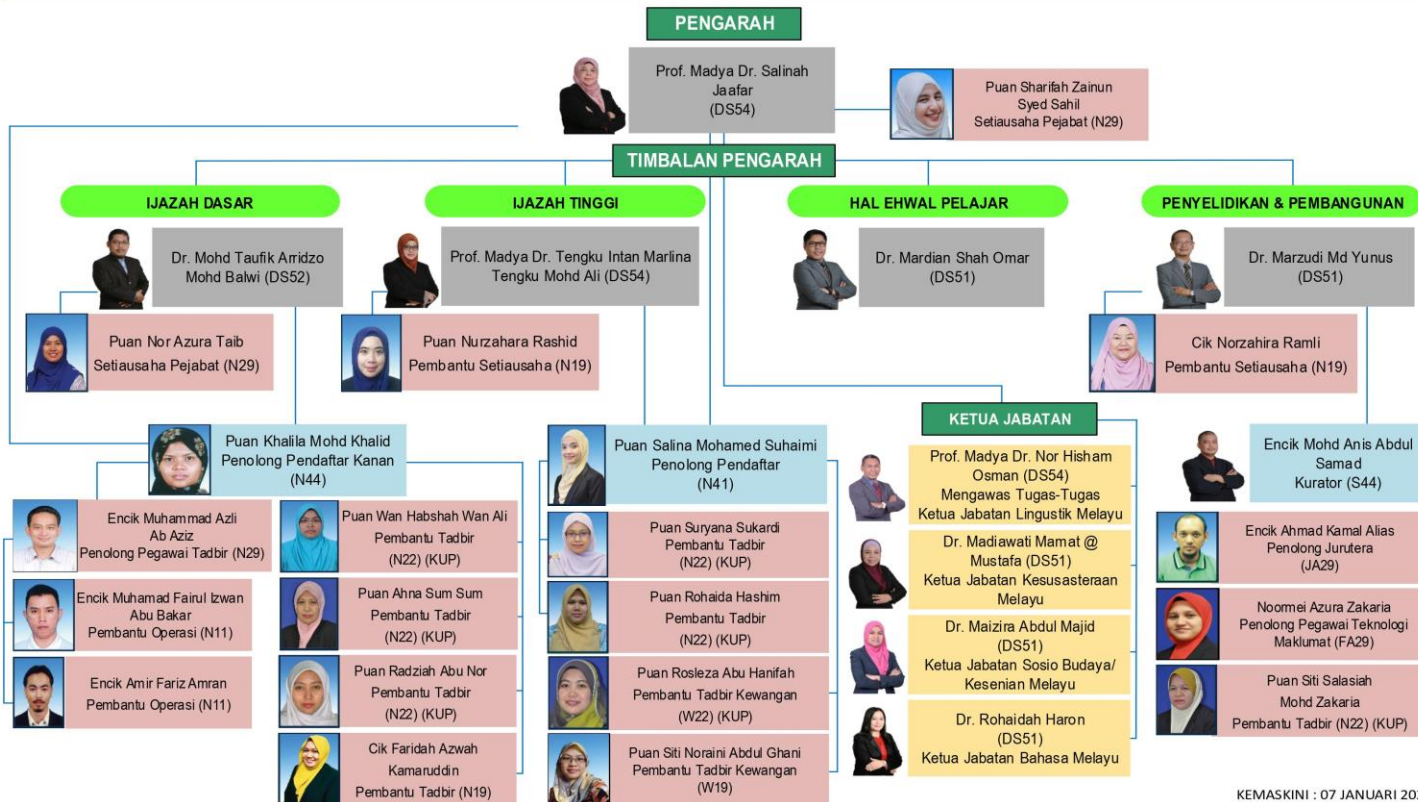 PENGARAH
Prof. Madya Dr. Salinah
Jaafar
(DS54)
Puan Sharifah Zainun
Syed Sahil
Setiausaha Pejabat (N29)
TIMBALAN PENGARAH
IJAZAH DASAR
IJAZAH TINGGI
HAL EHWAL PELAJAR
PENYELIDIKAN & PEMBANGUNAN
Dr. Mohd Taufik Arridzo
Mohd Balwi (DS52)
Prof. Madya Dr. Tengku Intan Marlina
Tengku Mohd Ali (DS54)
Dr. Mardian Shah Omar
(DS51)
Dr. Marzudi Md Yunus
(DS51)
Puan Nor Azura Taib
Setiausaha Pejabat (N29)
Puan Nurzahara Rashid
Pembantu Setiausaha (N19)
Cik Norzahira Ramli
Pembantu Setiausaha (N19)
Puan Khalila Mohd Khalid
Penolong Pendaftar Kanan
(N44)
Encik Muhammad Azli
Ab Aziz
Penolong Pegawai Tadbir (N29)
Encik Muhamad Fairul Izwan
Abu Bakar
Pembantu Operasi (N11)
Encik Amir Fariz Amran
Pembantu Operasi (N11)
Puan Wan Habshah Wan Ali
Pembantu Tadbir
(N22) (KUP)
Puan Ahna Sum Sum
Pembantu Tadbir
(N22) (KUP)
Puan Radziah Abu Nor
Pembantu Tadbir
(N22) (KUP)
Cik Faridah Azwah
Kamaruddin
Pembantu Tadbir (N19)
Puan Salina Mohamed Suhaimi
Penolong Pendaftar
(N41)
Puan Suryana Sukardi
Pembantu Tadbir
(N22) (KUP)
Puan Rohaida Hashim
Pembantu Tadbir
(N22) (KUP)
Puan Rosleza Abu Hanifah
Pembantu Tadbir Kewangan
(W22) (KUP)
Puan Siti Noraini Abdul Ghani
Pembantu Tadbir Kewangan
(W19)
KETUA JABATAN
Prof. Madya Dr. Nor Hisham
Osman (DS54)
Mengawas Tugas-Tugas
Ketua Jabatan Lingustik Melayu
Dr. Madiawati Mamat @
Mustafa (DS51)
Ketua Jabatan Kesusasteraan
Melayu
Dr. Maizira Abdul Majid
(DS51)
Ketua Jabatan Sosio Budaya/
Kesenian Melayu
Dr. Rohaidah Haron
(DS51)
Ketua Jabatan Bahasa Melayu
Encik Mohd Anis Abdul
Samad
Kurator (S44)
Encik Ahmad Kamal Alias
Penolong Jurutera
(JA29)
Noormei Azura Zakaria
Penolong Pegawai Teknologi
Maklumat (FA29)
Puan Siti Salasiah
Mohd Zakaria
Pembantu Tadbir (N22) (KUP)
KEMASKINI : 07 JANUARI